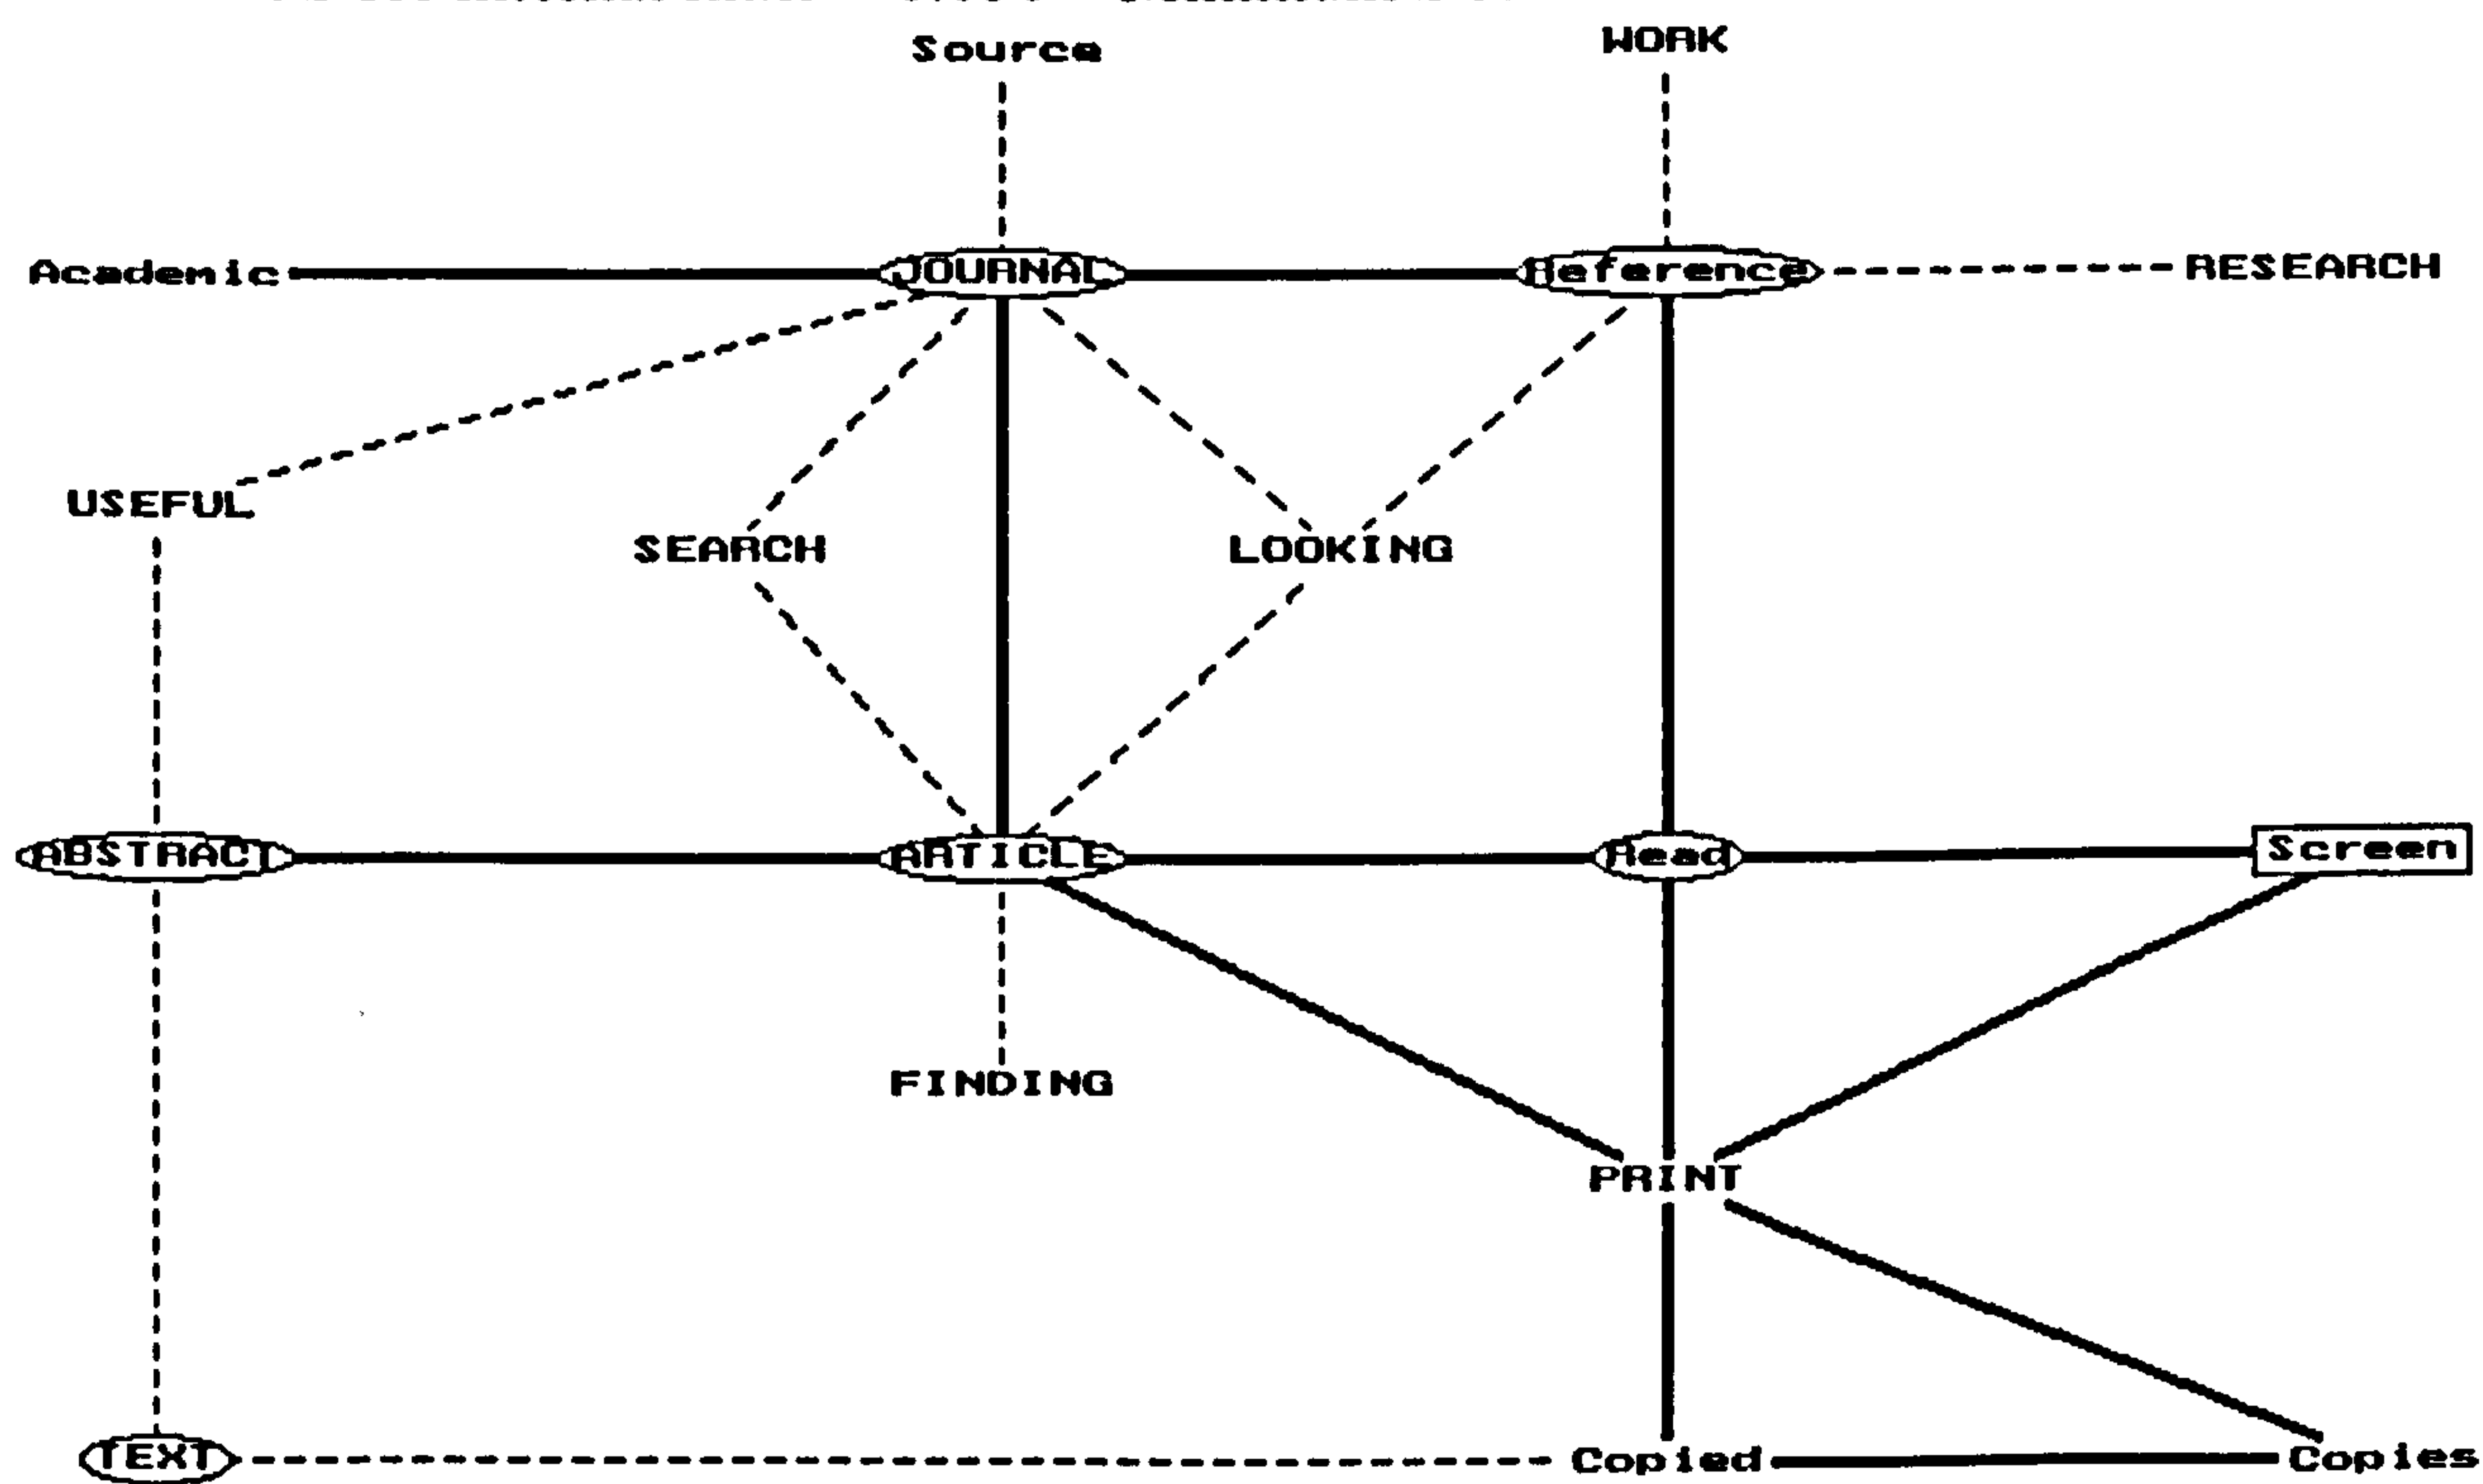 Source WORK
Academic JOURNAL Reference RESEARCH
USEFUL
SEARCH LOOKING
ABSTRACT ARTICLE Read Screen
FINDING
PRINT
TEXT Copied Copies